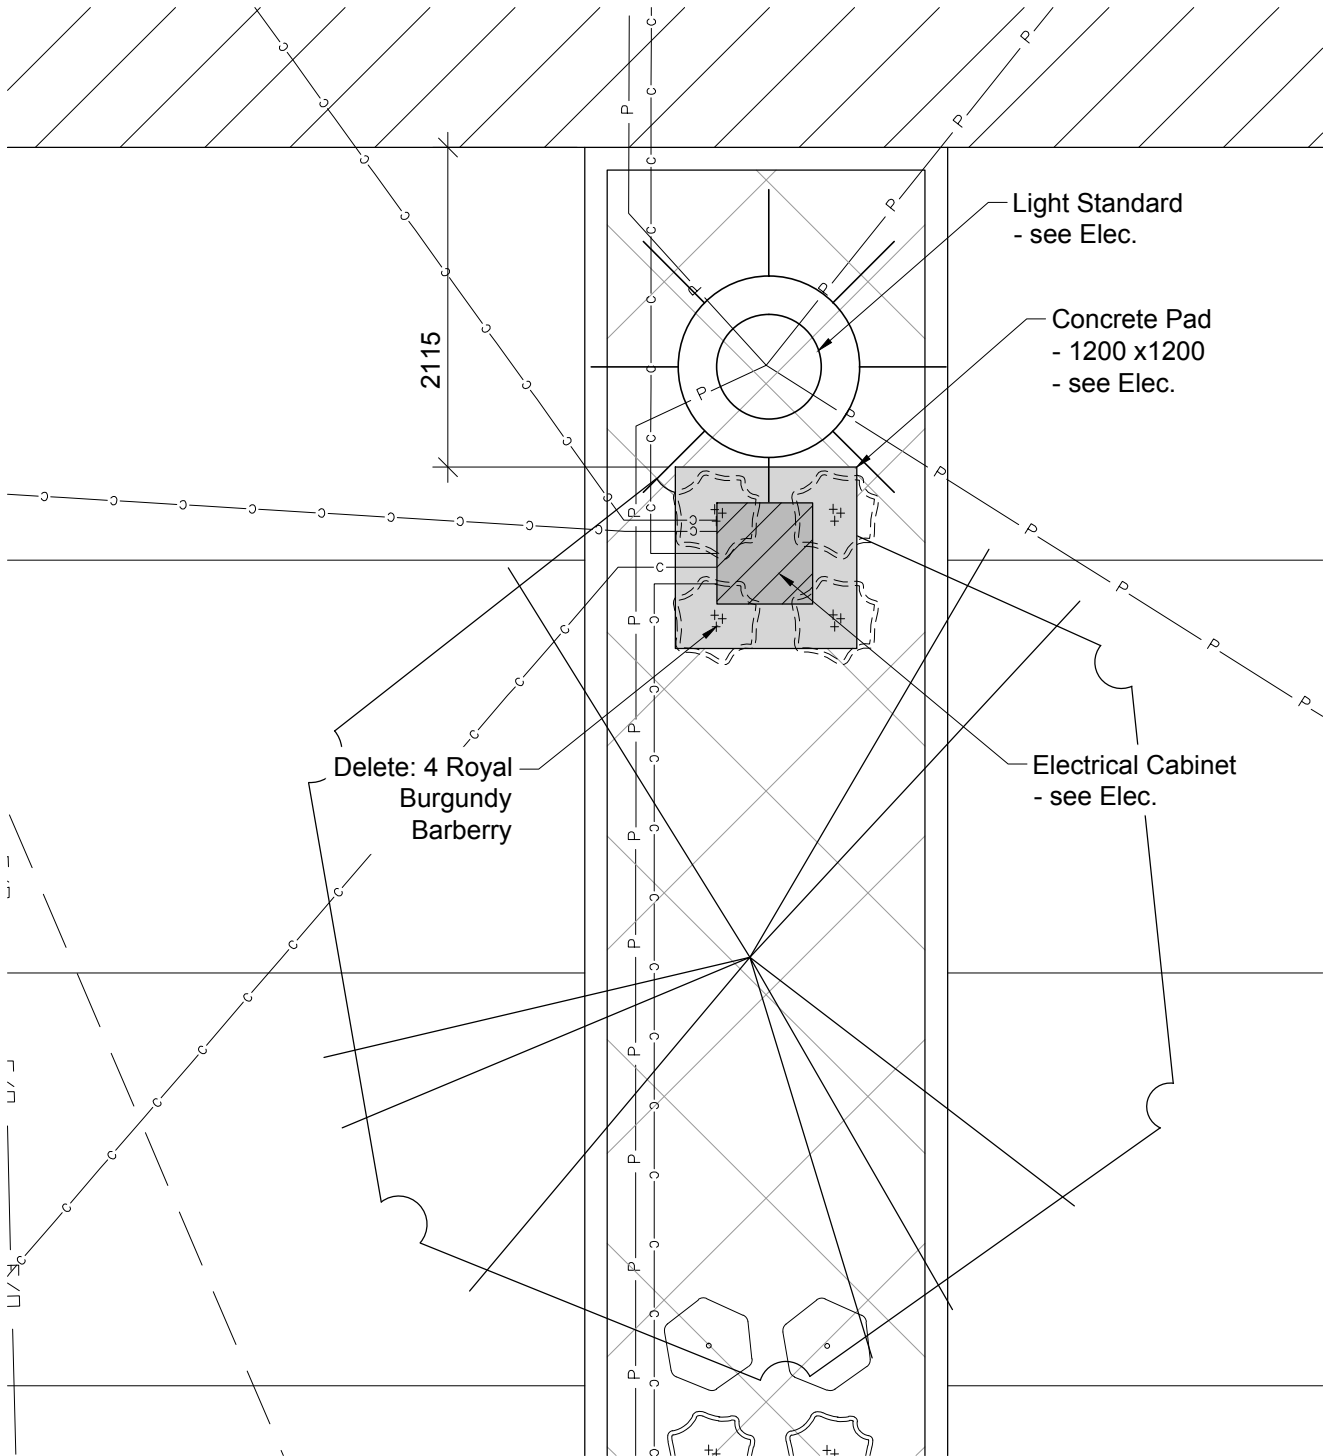 Light Standard
- see Elec.
Concrete Pad
- 1200 x1200
- see Elec.
2115
Delete: 4 Royal
Burgundy
Barberry
Electrical Cabinet
- see Elec.